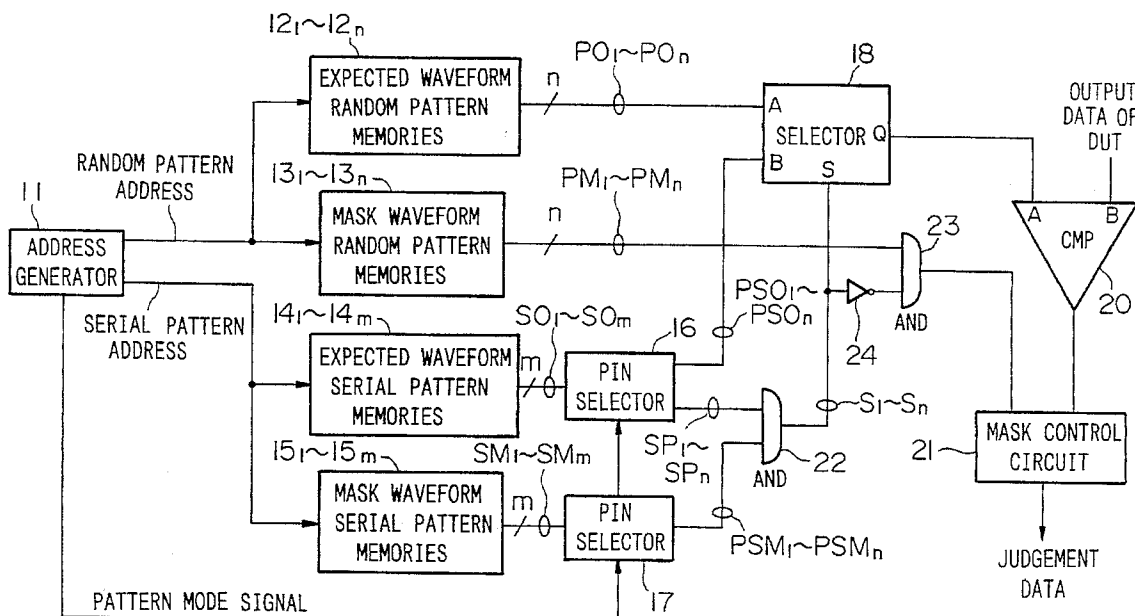 12₁~12ₙ
EXPECTED WAVEFORM
RANDOM PATTERN
MEMORIES
n
PO₁~POₙ
18
A
B
SELECTOR
Q
S
OUTPUT
DATA OF
DUT
RANDOM PATTERN
ADDRESS
11
ADDRESS
GENERATOR
SERIAL PATTERN
ADDRESS
13₁~13ₙ
MASK WAVEFORM
RANDOM PATTERN
MEMORIES
n
PM₁~PMₙ
23
AND
A
B
CMP
20
PSO₁~
PSOₙ
24
14₁~14ₘ
EXPECTED WAVEFORM
SERIAL PATTERN
MEMORIES
m
SO₁~SOₘ
16
PIN
SELECTOR
SP₁~
SPₙ
AND
22
S₁~Sₙ
21
MASK CONTROL
CIRCUIT
15₁~15ₘ
MASK WAVEFORM
SERIAL PATTERN
MEMORIES
m
SM₁~SMₘ
PIN
SELECTOR
17
PSM₁~PSMₙ
JUDGEMENT
DATA
PATTERN MODE SIGNAL